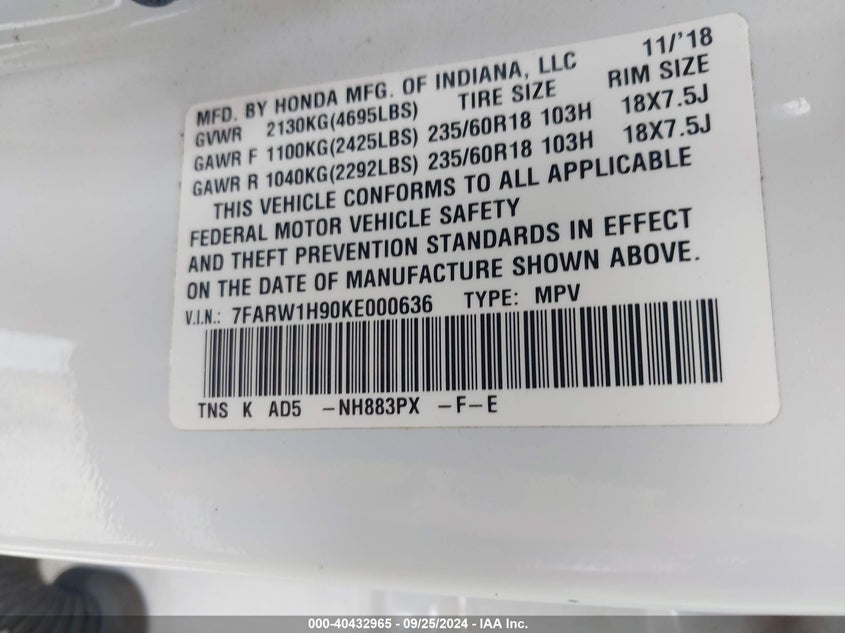 MFD. BY HONDA MFG. OF INDIANA, LLC 11/'18
GVWR 2130KG(4695LBS) TIRE SIZE RIM SIZE
GAWR F 1100KG(2425LBS) 235/60R18 103H 18X7.5J
GAWR R 1040KG(2292LBS) 235/60R18 103H 18X7.5J
THIS VEHICLE CONFORMS TO ALL APPLICABLE
FEDERAL MOTOR VEHICLE SAFETY
AND THEFT PREVENTION STANDARDS IN EFFECT
ON THE DATE OF MANUFACTURE SHOWN ABOVE.
V.I.N.: 7FARW1H90KE000636 TYPE: MPV
TNS K AD5 -NH883PX -F-E
000-40432965 - 09/25/2024 - IAA Inc.